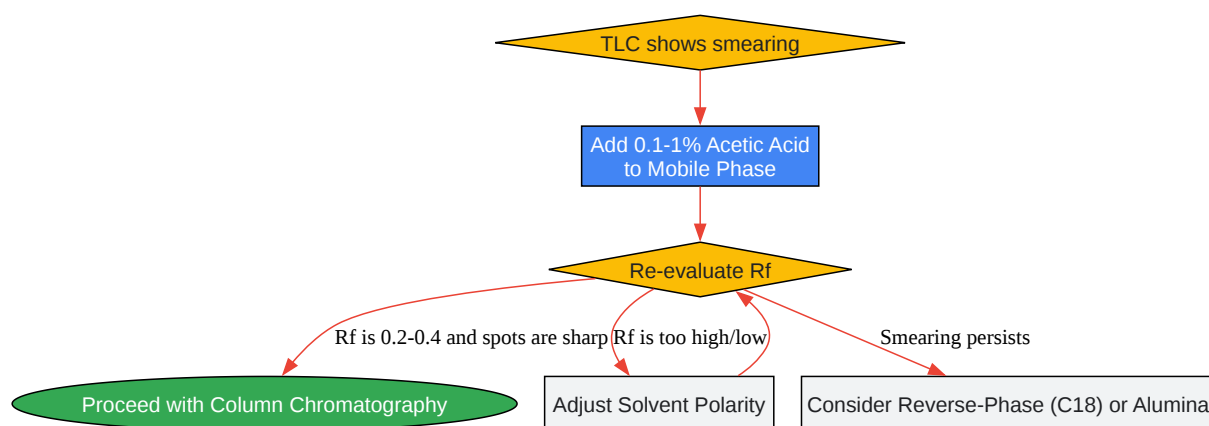 TLC shows smearing
Add 0.1-1% Acetic Acid
to Mobile Phase
Re-evaluate Rf
Rf is 0.2-0.4 and spots are sharp
Rf is too high/low
Smearing persists
Proceed with Column Chromatography
Adjust Solvent Polarity
Consider Reverse-Phase (C18) or Alumina